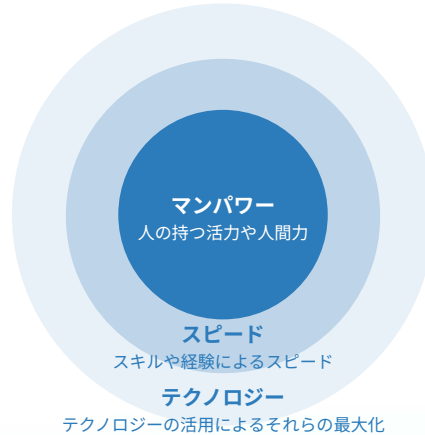 マンパワー
人の持つ活力や人間力
スピード
スキルや経験によるスピード
テクノロジー
テクノロジーの活用によるそれらの最大化